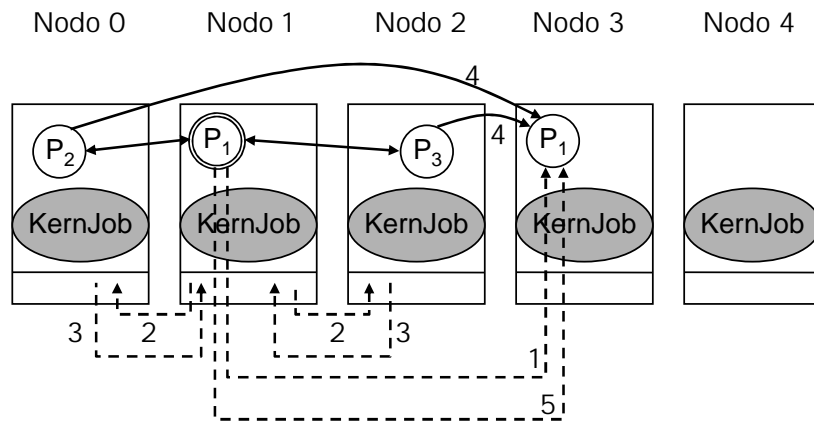 Nodo 0 Nodo 1 Nodo 2 Nodo 3 Nodo 4
4
P₂ P₁ P₃ 4 P₁
KernJob KernJob KernJob KernJob KernJob
3 2 2 3
1
5